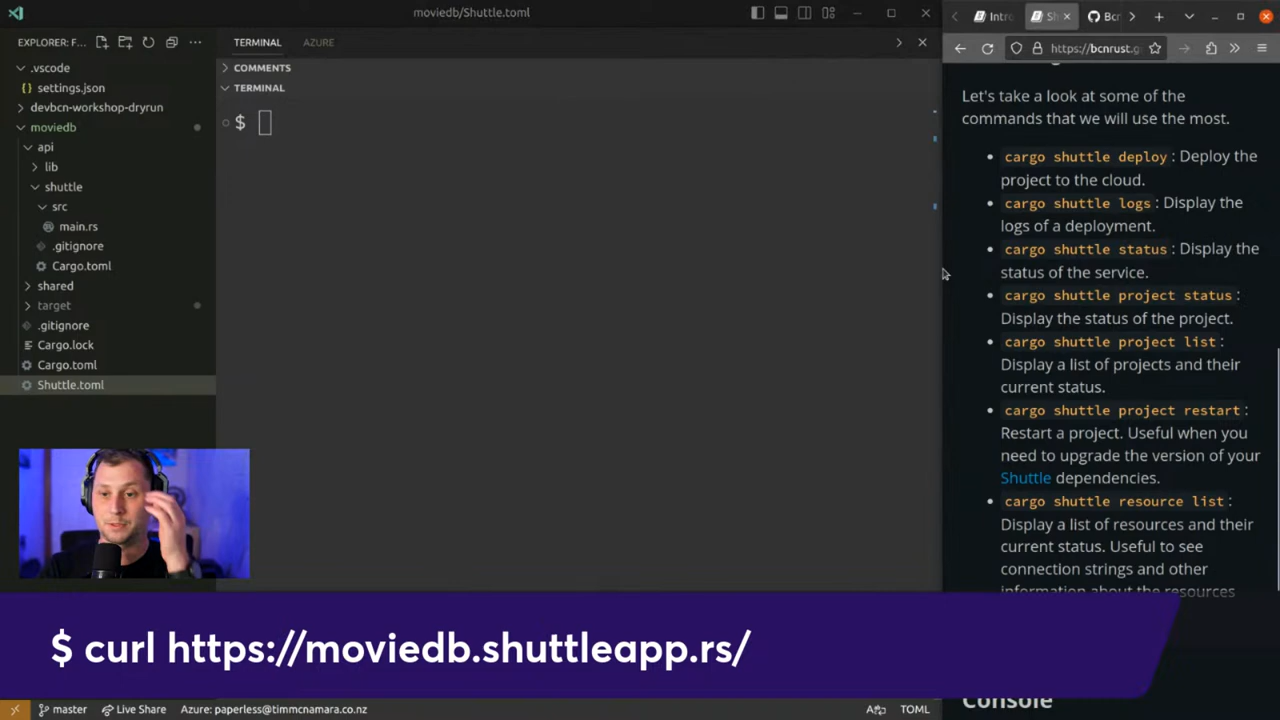 moviedb/Shuttle.toml
EXPLORER: F...
.vscode
settings.json
devbcn-workshop-dryrun
moviedb
api
lib
shuttle
src
main.rs
.gitignore
Cargo.toml
shared
target
.gitignore
Cargo.lock
Cargo.toml
Shuttle.toml
TERMINAL
AZURE
COMMENTS
TERMINAL
$
Intro
Sh
Bcr
https://bcnrust.g
Let's take a look at some of the
commands that we will use the most.
cargo shuttle deploy: Deploy the
project to the cloud.
cargo shuttle logs: Display the
logs of a deployment.
cargo shuttle status: Display the
status of the service.
cargo shuttle project status:
Display the status of the project.
cargo shuttle project list:
Display a list of projects and their
current status.
cargo shuttle project restart:
Restart a project. Useful when you
need to upgrade the version of your
Shuttle dependencies.
cargo shuttle resource list:
Display a list of resources and their
current status. Useful to see
connection strings and other
information about the resources
Console
$ curl https://moviedb.shuttleapp.rs/
master
Live Share
Azure: paperless@timmcnamara.co.nz
TOML